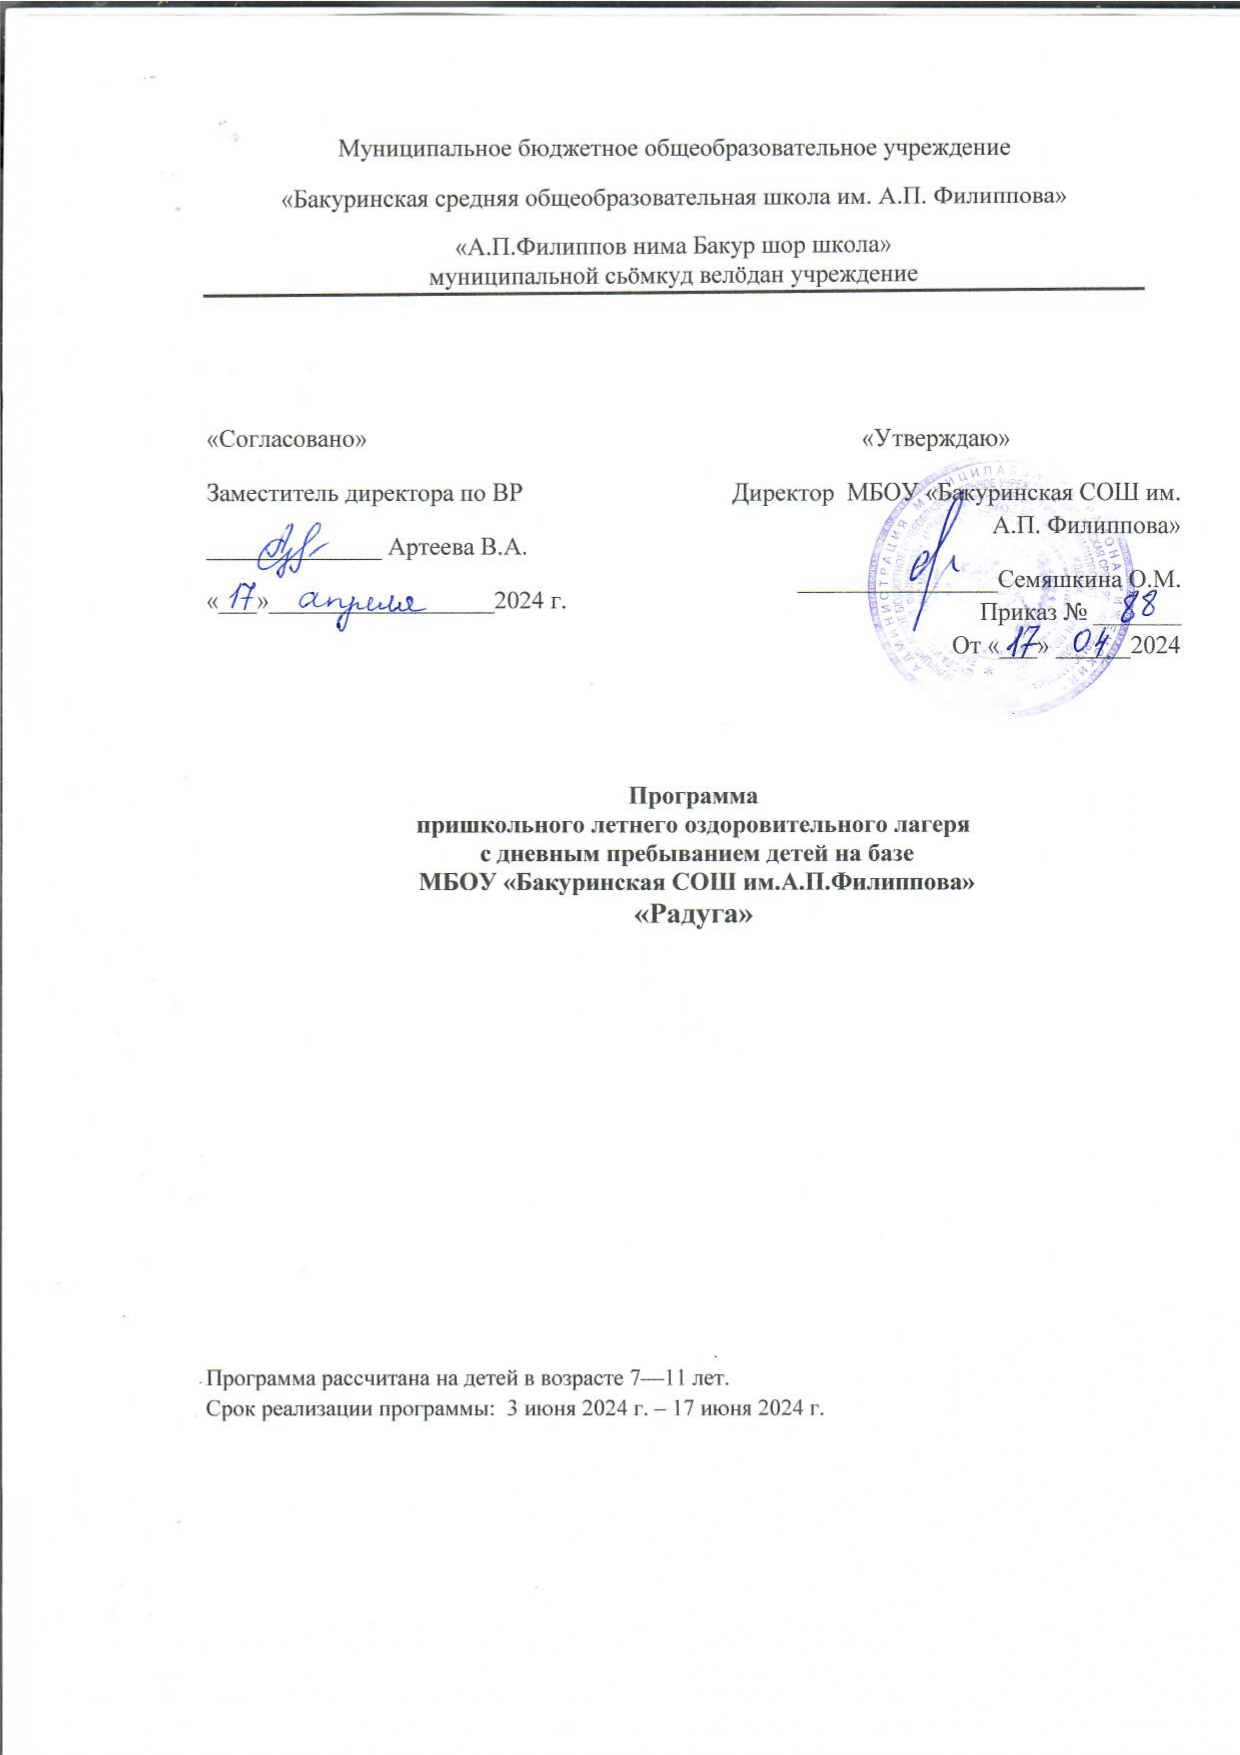 Муниципальное бюджетное общеобразовательное учреждение
«Бакуринская средняя общеобразовательная школа им. А.П. Филиппова»
«А.П.Филиппов нима Бакур шор школа»
муниципальной сьöмкуд велöдан учреждение
«Согласовано»
Заместитель директора по ВР
Артеева В.А.
«17» апреля 2024 г.
«Утверждаю»
Директор МБОУ «Бакуринская СОШ им.
А.П. Филиппова»
Семяшкина О.М.
Приказ № 88
От «17» 04 2024
АДМИНИСТРАЦИЯ
Программа
пришкольного летнего оздоровительного лагеря
с дневным пребыванием детей на базе
МБОУ «Бакуринская СОШ им.А.П.Филиппова»
«Радуга»
Программа рассчитана на детей в возрасте 7—11 лет.
Срок реализации программы: 3 июня 2024 г. – 17 июня 2024 г.